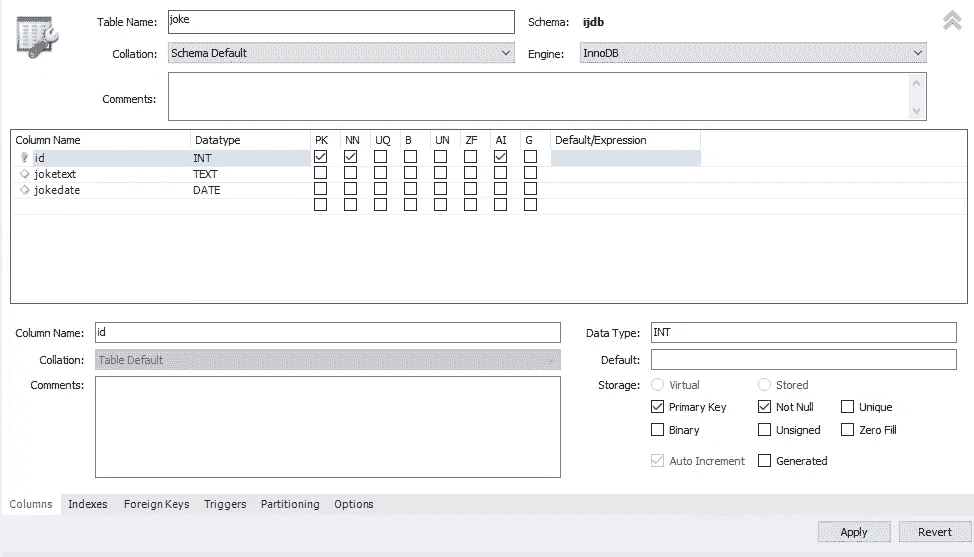 Table Name: joke Schema: ijdb
Collation: Schema Default Engine: InnoDB
Comments:
Column Name Datatype PK NN UQ B UN ZF AI G Default/Expression
id INT
joketext TEXT
jokedate DATE
Column Name: id Data Type: INT
Collation: Table Default Default:
Comments: Storage: Virtual Stored
Primary Key Not Null Unique
Binary Unsigned Zero Fill
Auto Increment Generated
Columns Indexes Foreign Keys Triggers Partitioning Options
Apply Revert